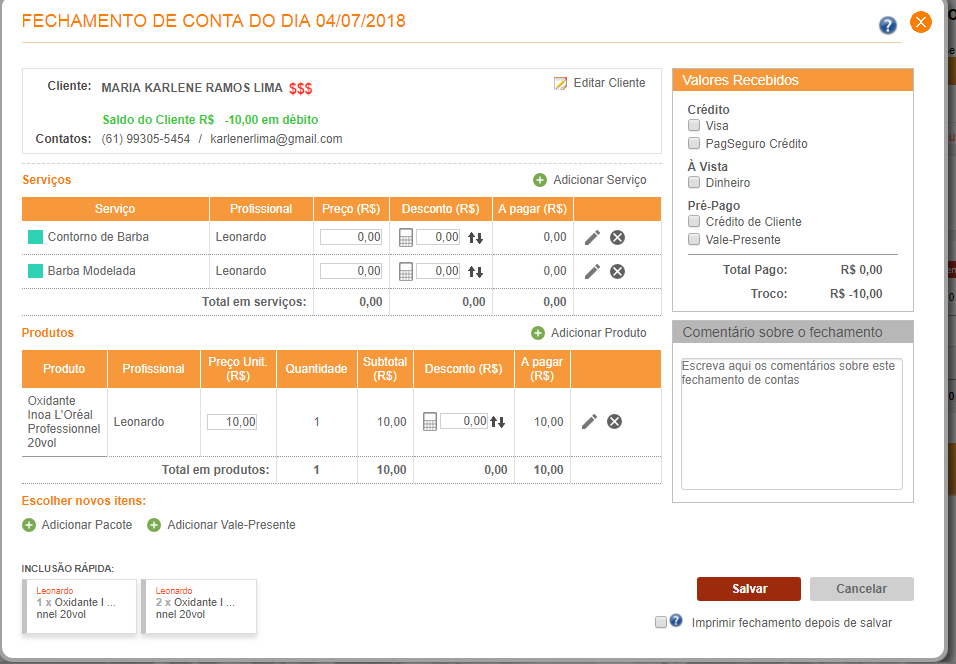 FECHAMENTO DE CONTA DO DIA 04/07/2018
?
Cliente: MARIA KARLENE RAMOS LIMA $$$
Editar Cliente
Saldo do Cliente R$ -10,00 em débito
Contatos: (61) 99305-5454 / karlenerlima@gmail.com
Serviços
Adicionar Serviço
Serviço Profissional Preço (R$) Desconto (R$) A pagar (R$)
Contorno de Barba Leonardo 0,00 0,00 0,00
Barba Modelada Leonardo 0,00 0,00 0,00
Total em serviços: 0,00 0,00 0,00
Produtos
Adicionar Produto
Produto Profissional Preço Unit. (R$) Quantidade Subtotal (R$) Desconto (R$) A pagar (R$)
Oxidante
Inoa L'Oréal
Professionnel
20vol
Leonardo 10,00 1 10,00 0,00 10,00
Total em produtos: 1 10,00 0,00 10,00
Escolher novos itens:
Adicionar Pacote Adicionar Vale-Presente
INCLUSÃO RÁPIDA:
Leonardo
1 x Oxidante I ...
nnel 20vol
Leonardo
2 x Oxidante I ...
nnel 20vol
Valores Recebidos
Crédito
Visa
PagSeguro Crédito
À Vista
Dinheiro
Pré-Pago
Crédito de Cliente
Vale-Presente
Total Pago: R$ 0,00
Troco: R$ -10,00
Comentário sobre o fechamento
Escreva aqui os comentários sobre este
fechamento de contas
Salvar Cancelar
? Imprimir fechamento depois de salvar